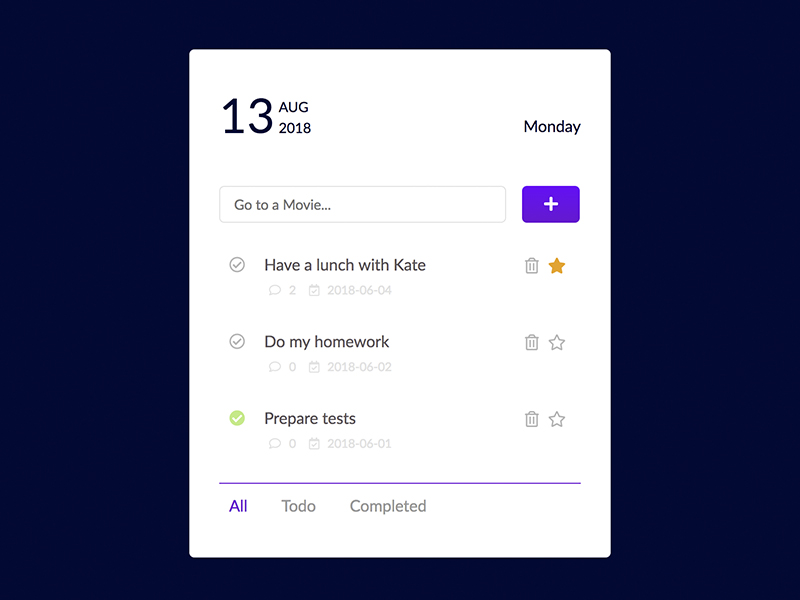 13 AUG
2018
Monday
Go to a Movie...
Have a lunch with Kate
2 2018-06-04
Do my homework
0 2018-06-02
Prepare tests
0 2018-06-01
All Todo Completed